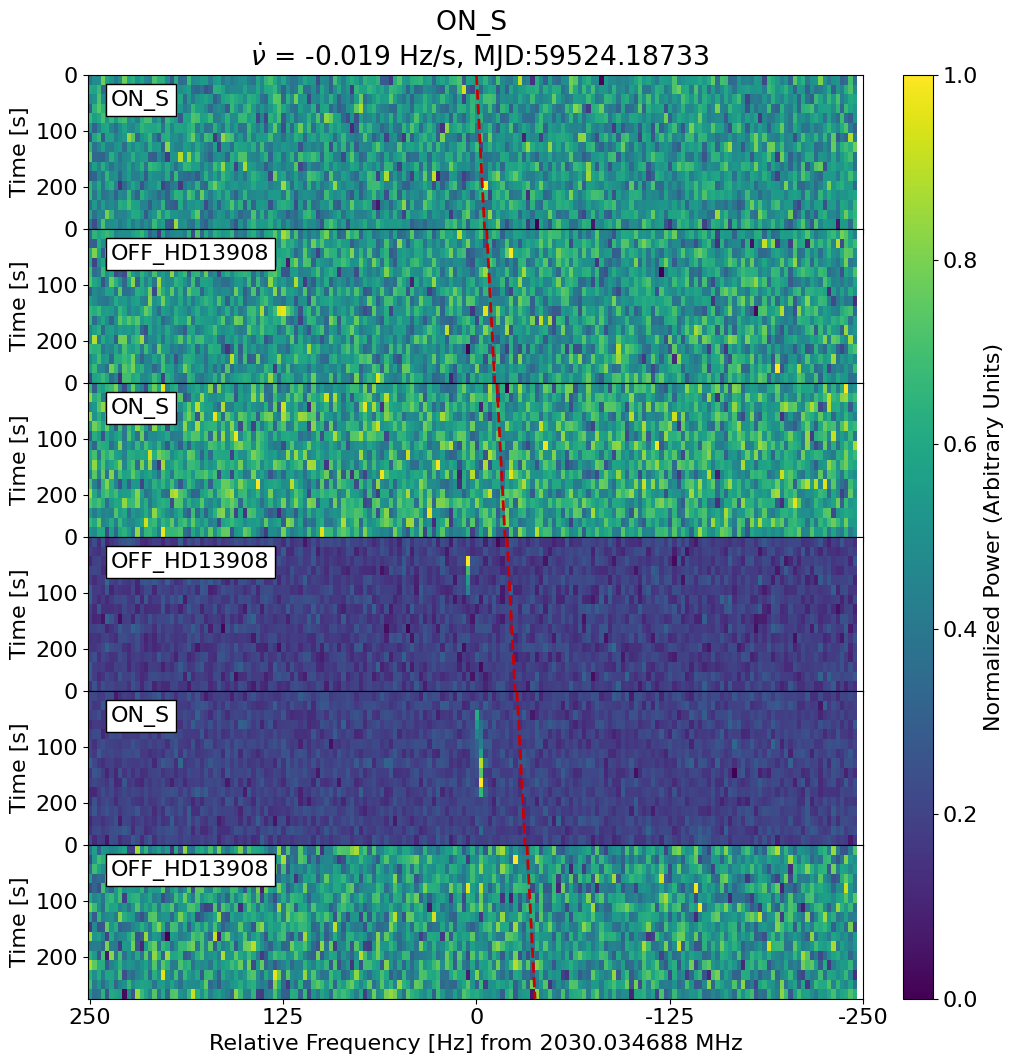 ON_S
ν̇ = -0.019 Hz/s, MJD:59524.18733
0
100
200
Time [s]
ON_S
0
100
200
Time [s]
OFF_HD13908
0
100
200
Time [s]
ON_S
0
100
200
Time [s]
OFF_HD13908
0
100
200
Time [s]
ON_S
0
100
200
Time [s]
OFF_HD13908
250 125 0 -125 -250
Relative Frequency [Hz] from 2030.034688 MHz
1.0
0.8
0.6
0.4
0.2
0.0
Normalized Power (Arbitrary Units)